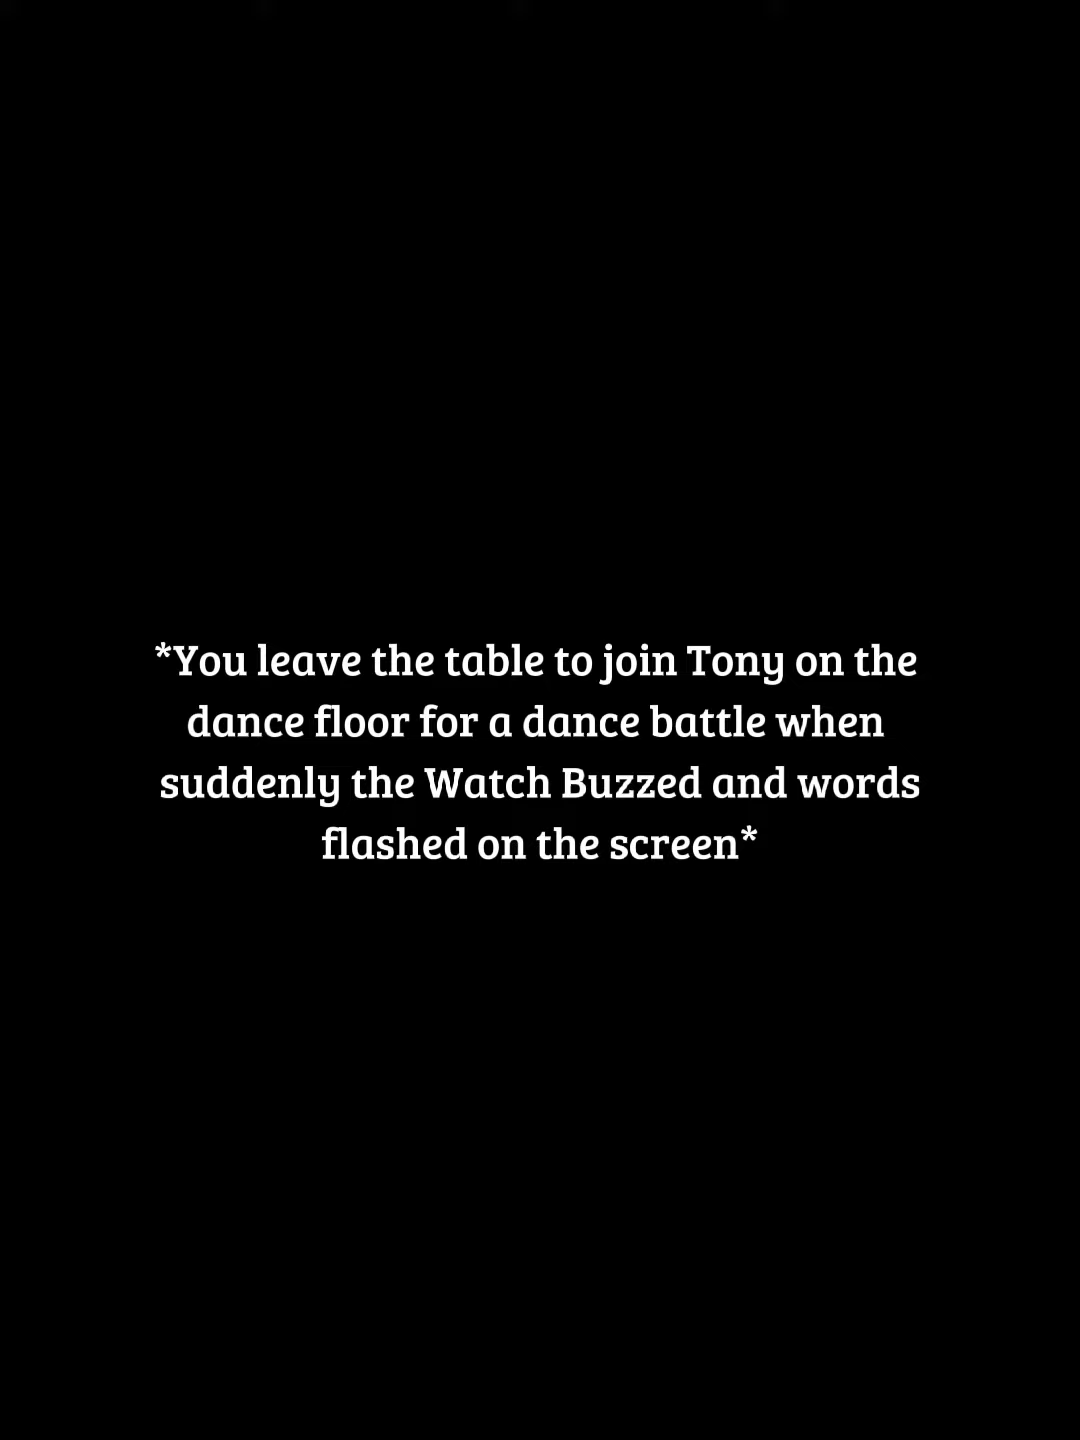 *You leave the table to join Tony on the
dance floor for a dance battle when
suddenly the Watch Buzzed and words
flashed on the screen*